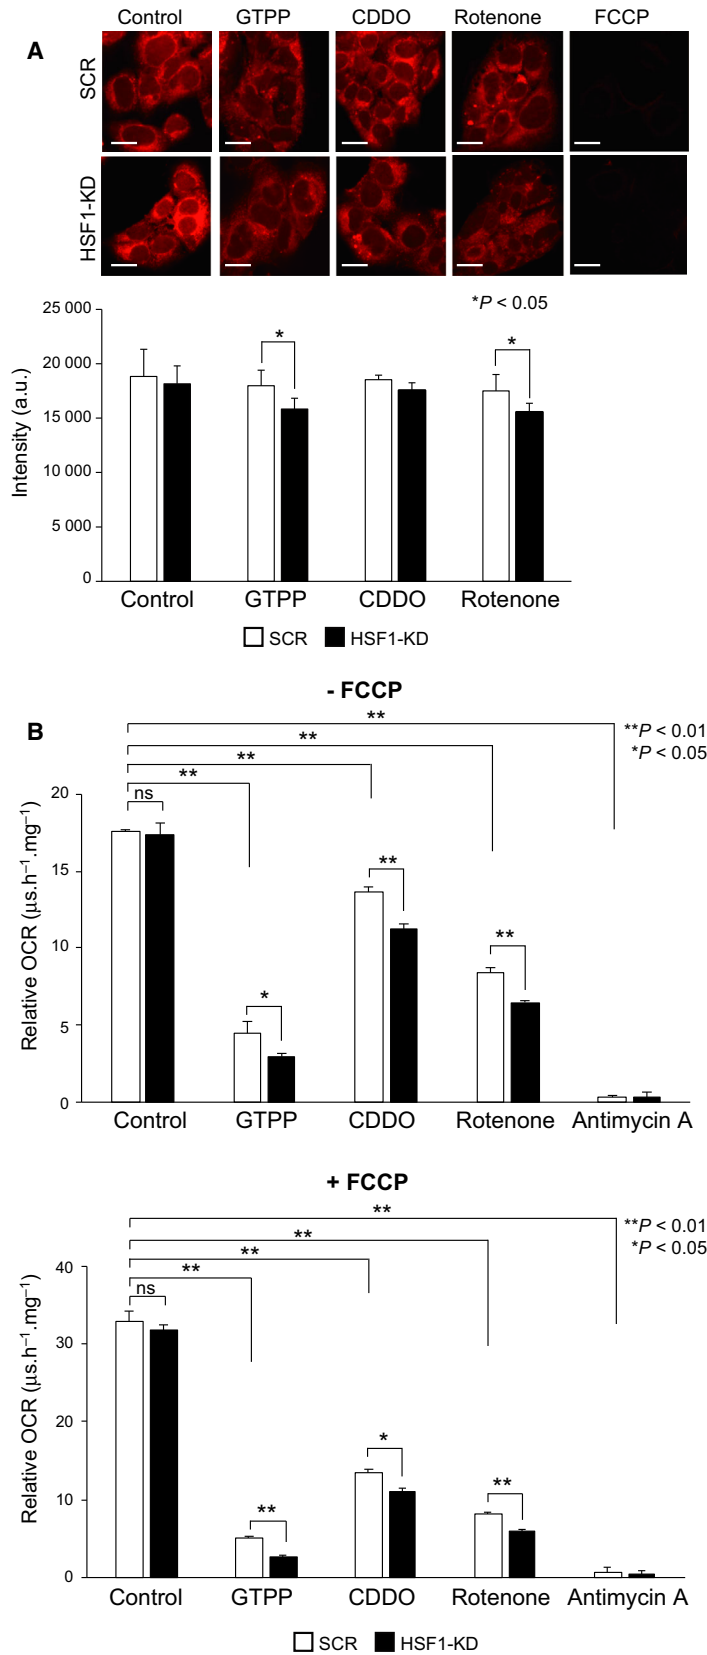 Control GTPP CDDO Rotenone FCCP
A
SCR
HSF1-KD
*P < 0.05
25 000
20 000
15 000
10 000
5 000
0
Intensity (a.u.)
*
*
Control GTPP CDDO Rotenone
SCR HSF1-KD
- FCCP
B
**P < 0.01
*P < 0.05
**
**
**
**
ns
20
15
10
5
0
Relative OCR (µs.h⁻¹.mg⁻¹)
*
**
**
Control GTPP CDDO Rotenone Antimycin A
+ FCCP
**P < 0.01
*P < 0.05
**
**
**
**
ns
40
30
20
10
0
Relative OCR (µs.h⁻¹.mg⁻¹)
**
*
**
Control GTPP CDDO Rotenone Antimycin A
SCR HSF1-KD